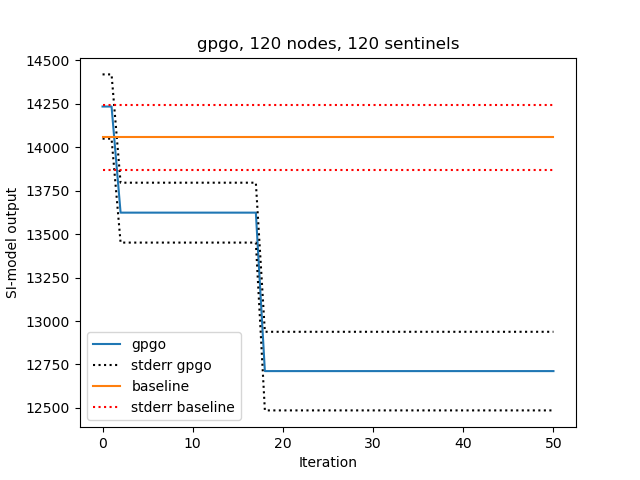 gpgo, 120 nodes, 120 sentinels
14500
14250
14000
13750
13500
13250
13000
12750
12500
SI-model output
gpgo
stderr gpgo
baseline
stderr baseline
0 10 20 30 40 50
Iteration